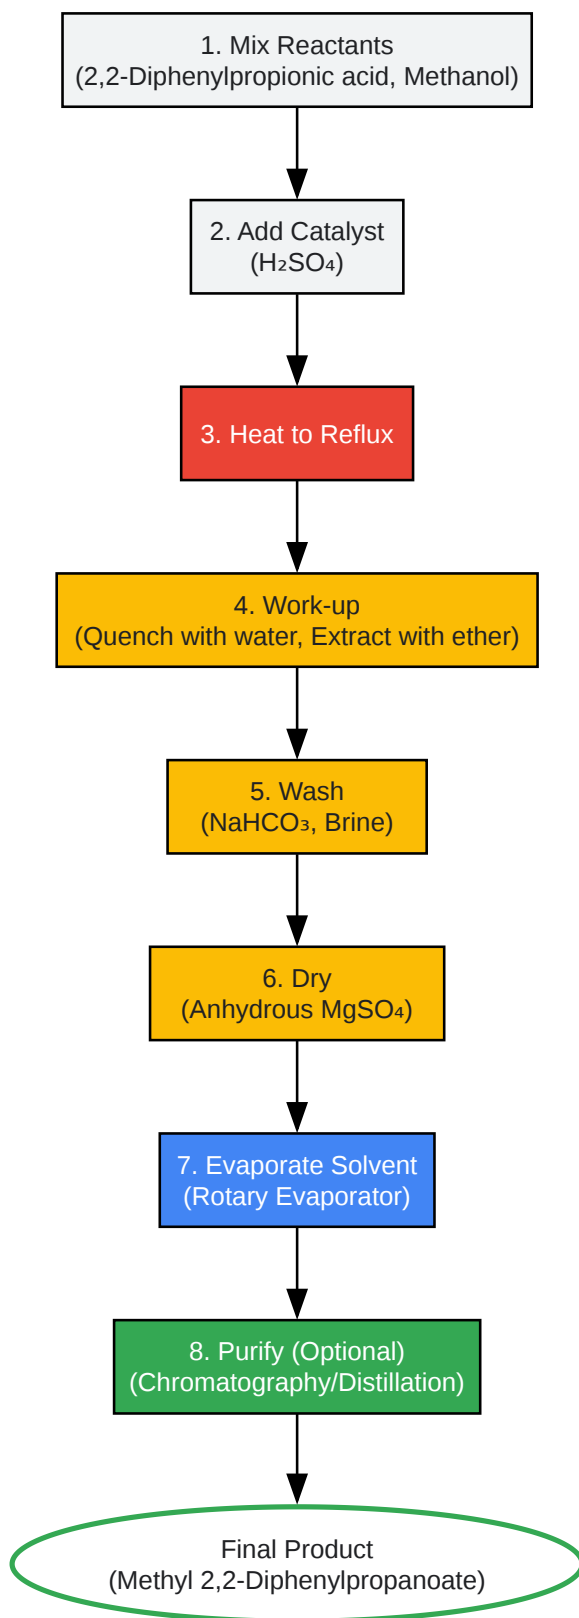 1. Mix Reactants
(2,2-Diphenylpropionic acid, Methanol)
2. Add Catalyst
(H₂SO₄)
3. Heat to Reflux
4. Work-up
(Quench with water, Extract with ether)
5. Wash
(NaHCO₃, Brine)
6. Dry
(Anhydrous MgSO₄)
7. Evaporate Solvent
(Rotary Evaporator)
8. Purify (Optional)
(Chromatography/Distillation)
Final Product
(Methyl 2,2-Diphenylpropanoate)